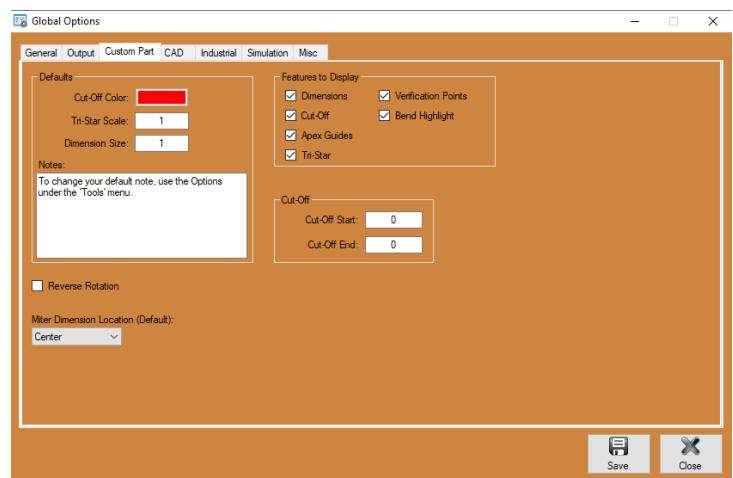 Global Options
General Output Custom Part CAD Industrial Simulation Misc
Defaults
Cut-Off Color:
Tri-Star Scale: 1
Dimension Size: 1
Notes:
To change your default note, use the Options
under the 'Tools' menu.
Features to Display
Dimensions Verification Points
Cut-Off Bend Highlight
Apex Guides
Tri-Star
Cut-Off
Cut-Off Start: 0
Cut-Off End: 0
Reverse Rotation
Miter Dimension Location (Default):
Center
Save Close